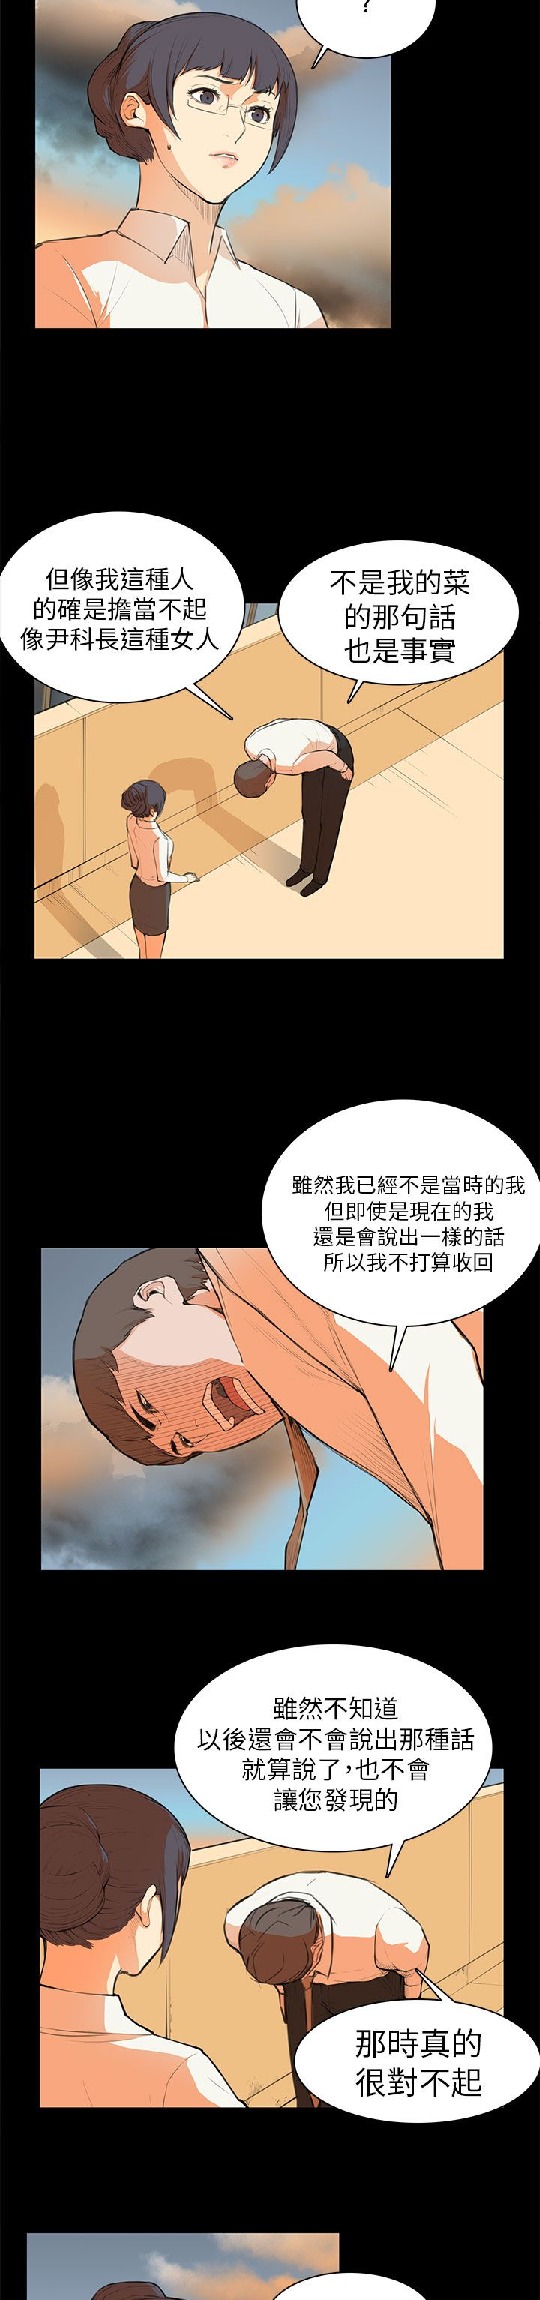 ?
但像我這種人
的確是擔當不起
像尹科長這種女人
不是我的菜
的那句話
也是事實
雖然我已經不是當時的我
但即使是現在的我
還是會說出一樣的話
所以我不打算收回
雖然不知道
以後還會不會說出那種話
就算說了,也不會
讓您發現的
那時真的
很對不起